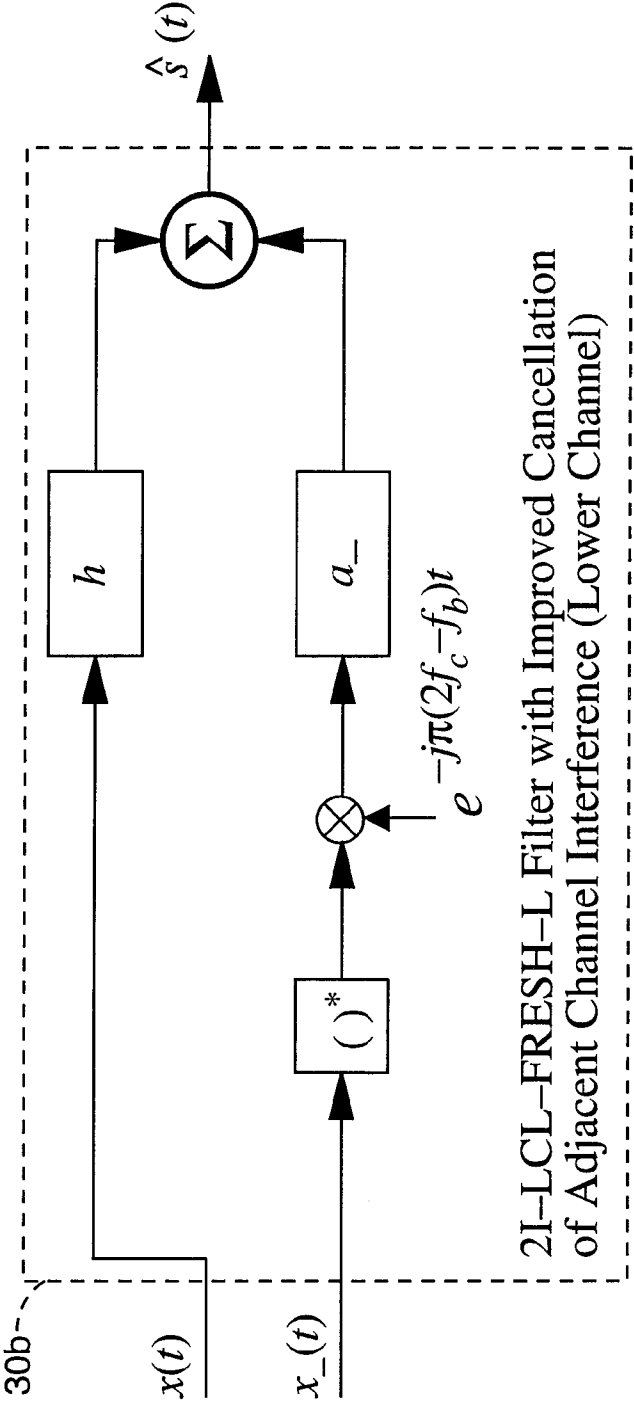 30b
x(t)
h
Σ
ŝ (t)
x_(t)
( )*
e^{-jπ(2f_c-f_b)t}
a_
2I–LCL–FRESH–L Filter with Improved Cancellation
of Adjacent Channel Interference (Lower Channel)